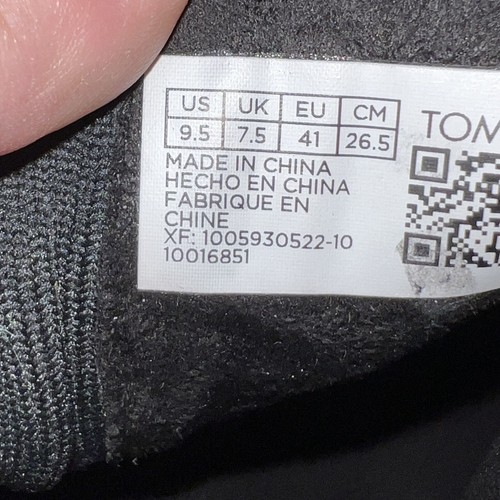 US UK EU CM
9.5 7.5 41 26.5
TOM
MADE IN CHINA
HECHO EN CHINA
FABRIQUE EN
CHINE
XF: 1005930522-10
10016851